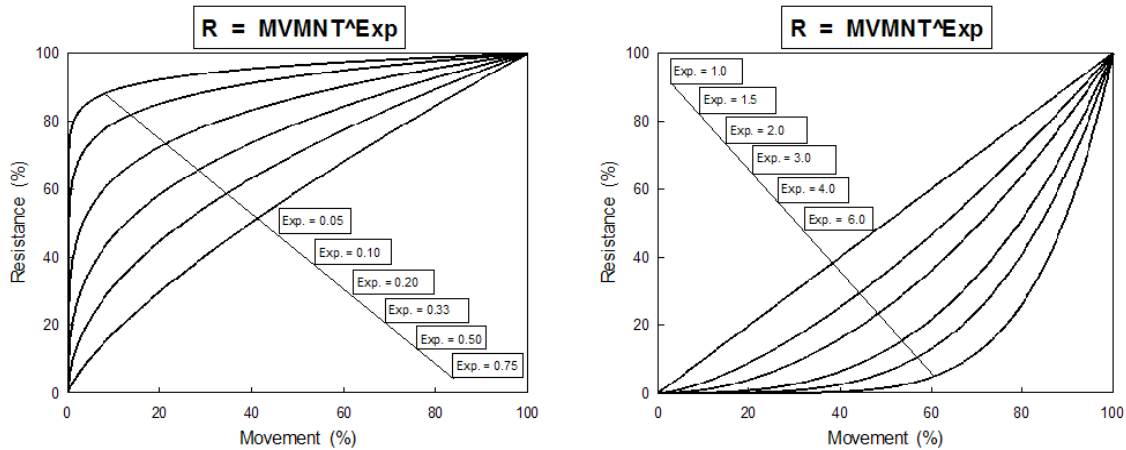 R = MVMNT^Exp
100
80
60
40
20
0
Resistance (%)
Exp. = 0.05
Exp. = 0.10
Exp. = 0.20
Exp. = 0.33
Exp. = 0.50
Exp. = 0.75
0 20 40 60 80 100
Movement (%)
R = MVMNT^Exp
100
80
60
40
20
0
Resistance (%)
Exp. = 1.0
Exp. = 1.5
Exp. = 2.0
Exp. = 3.0
Exp. = 4.0
Exp. = 6.0
0 20 40 60 80 100
Movement (%)